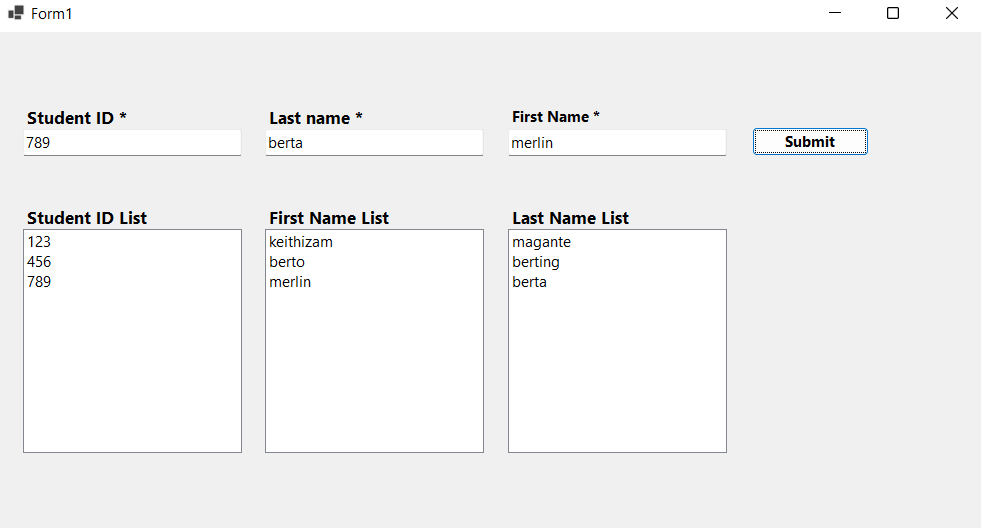 Form1
Student ID * Last name * First Name *
789 berta merlin Submit
Student ID List First Name List Last Name List
123 keithizam magante
456 berto berting
789 merlin berta